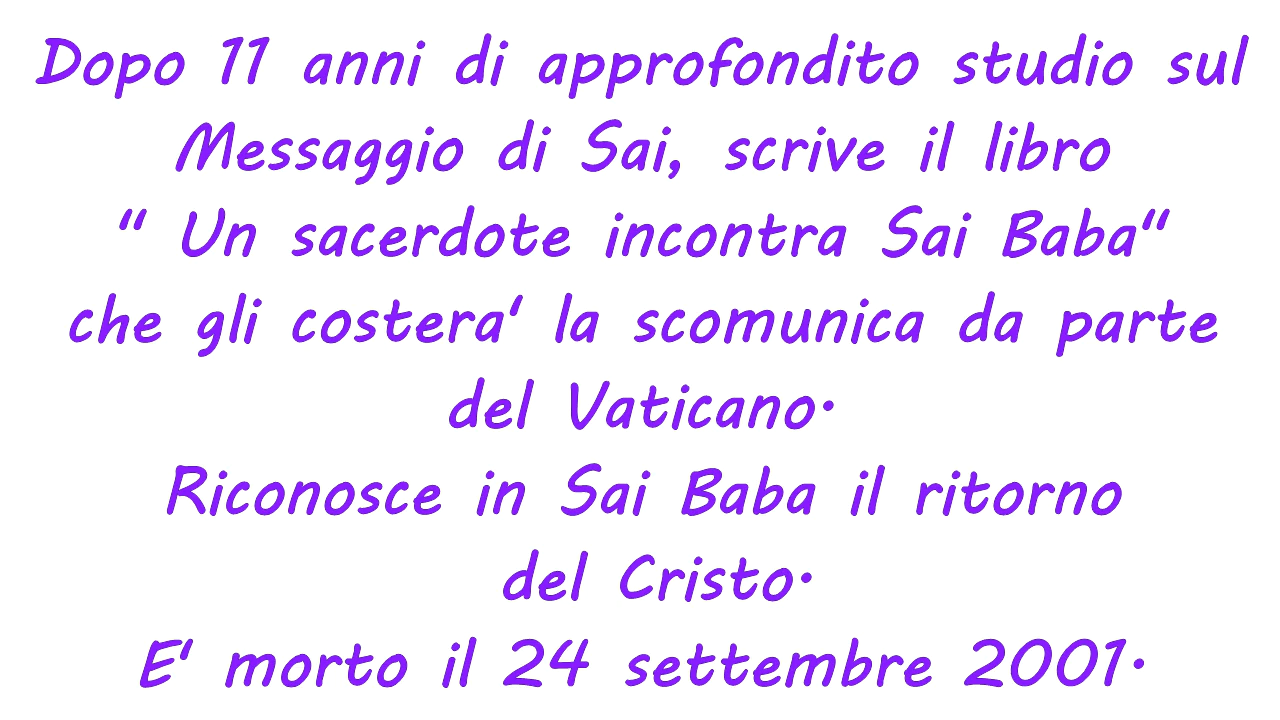 Dopo 11 anni di approfondito studio sul
Messaggio di Sai, scrive il libro
" Un sacerdote incontra Sai Baba"
che gli costera' la scomunica da parte
del Vaticano.
Riconosce in Sai Baba il ritorno
del Cristo.
E' morto il 24 settembre 2001.